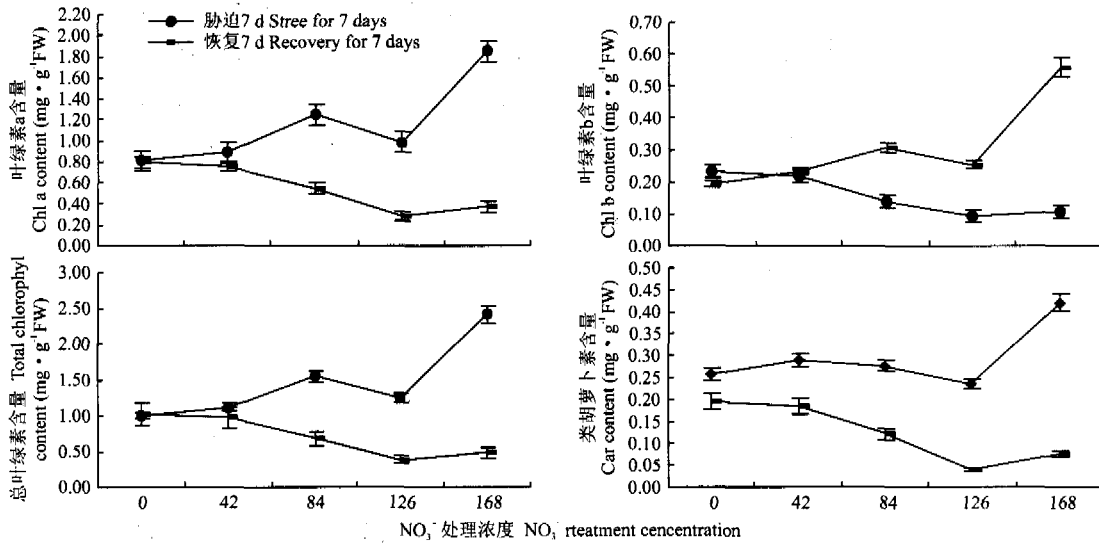 胁迫7 d Stree for 7 days
恢复7 d Recovery for 7 days
叶绿素a含量
Chl a content (mg·g⁻¹FW)
2.00
1.80
1.60
1.40
1.20
1.00
0.80
0.60
0.40
0.20
0.00
叶绿素b含量
Chl b content (mg·g⁻¹FW)
0.70
0.60
0.50
0.40
0.30
0.20
0.10
0.00
总叶绿素含量 Total chlorophyl
content (mg·g⁻¹FW)
3.00
2.50
2.00
1.50
1.00
0.50
0.00
0 42 84 126 168
类胡萝卜素含量
Car content (mg·g⁻¹FW)
0.50
0.45
0.40
0.35
0.30
0.25
0.20
0.15
0.10
0.05
0.00
0 42 84 126 168
NO₃⁻处理浓度 NO₃⁻ rteatment cencentration